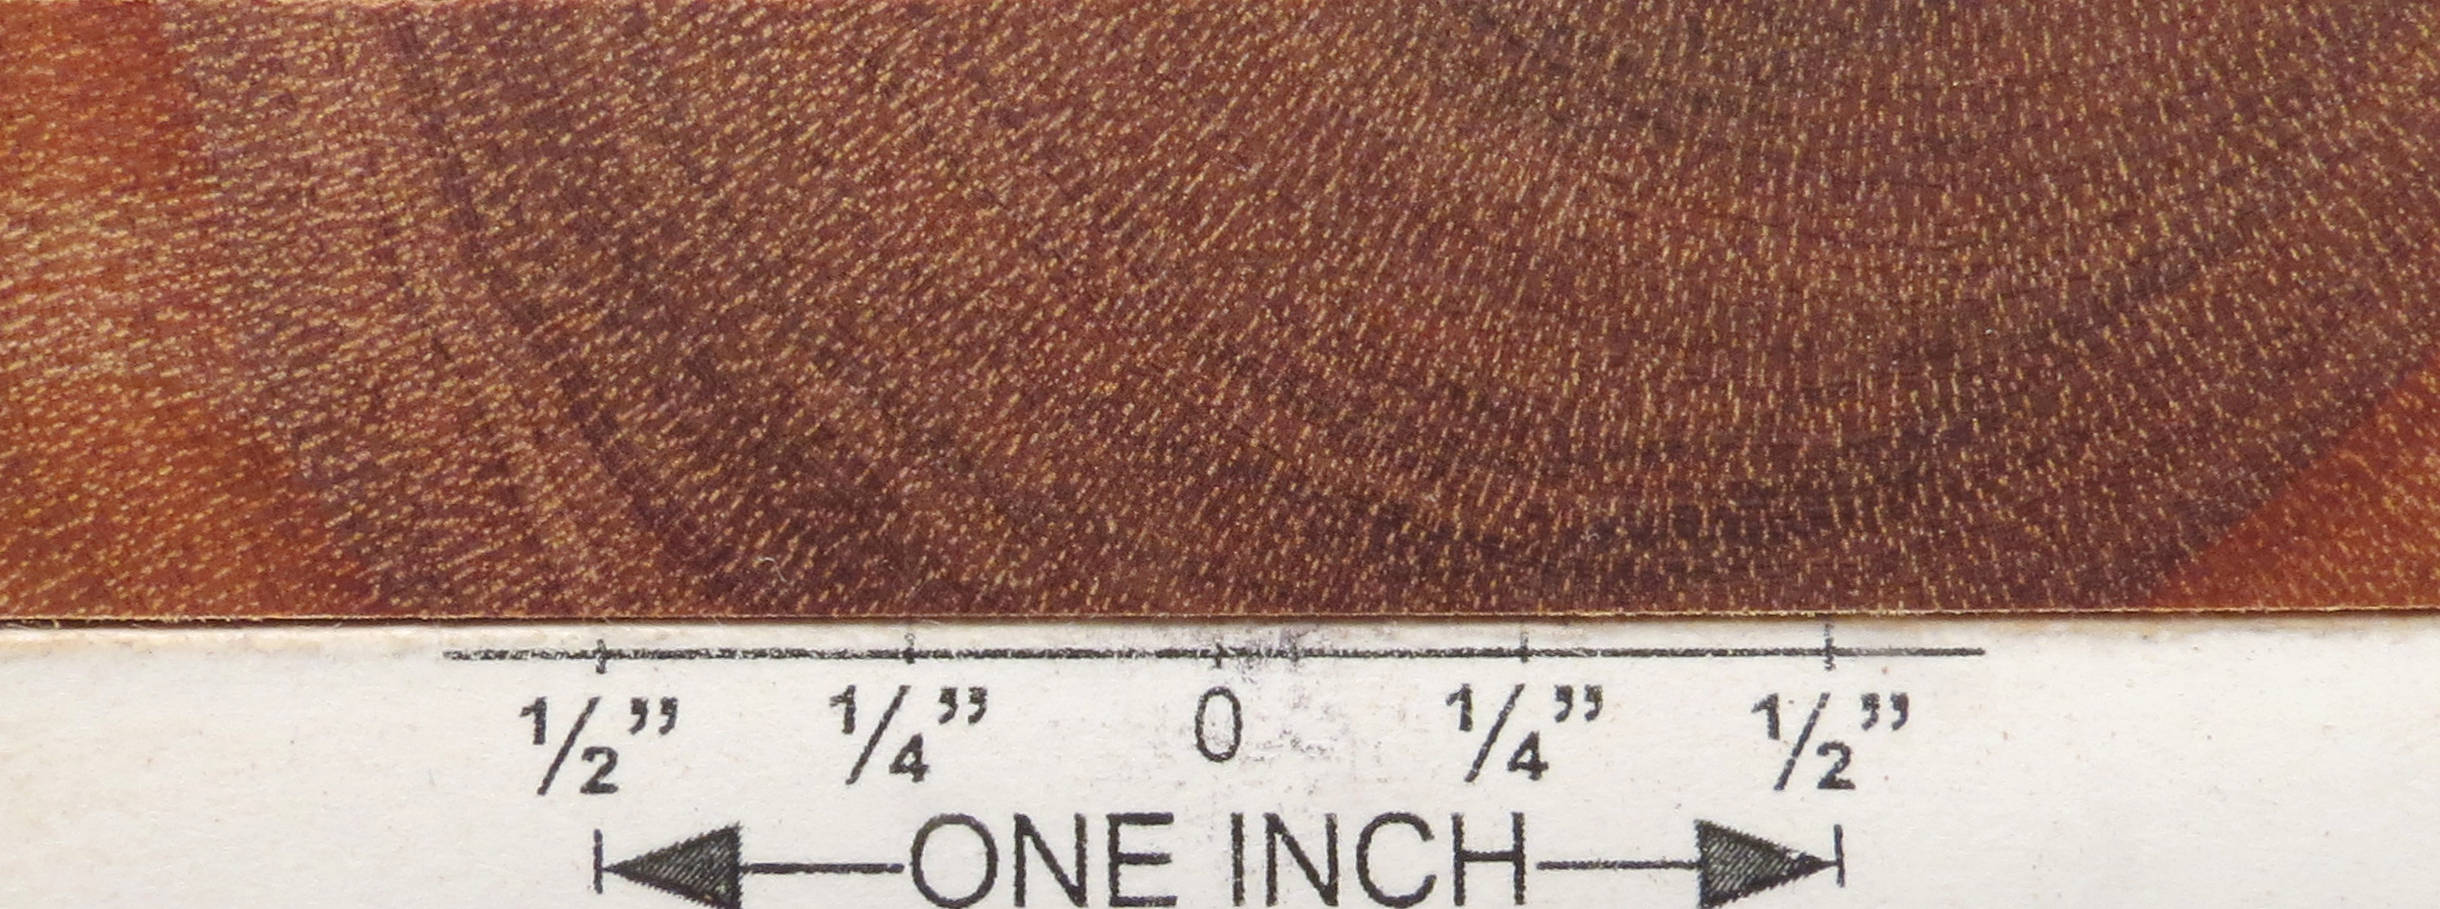 1/2” 1/4” 0 1/4” 1/2”
ONE INCH